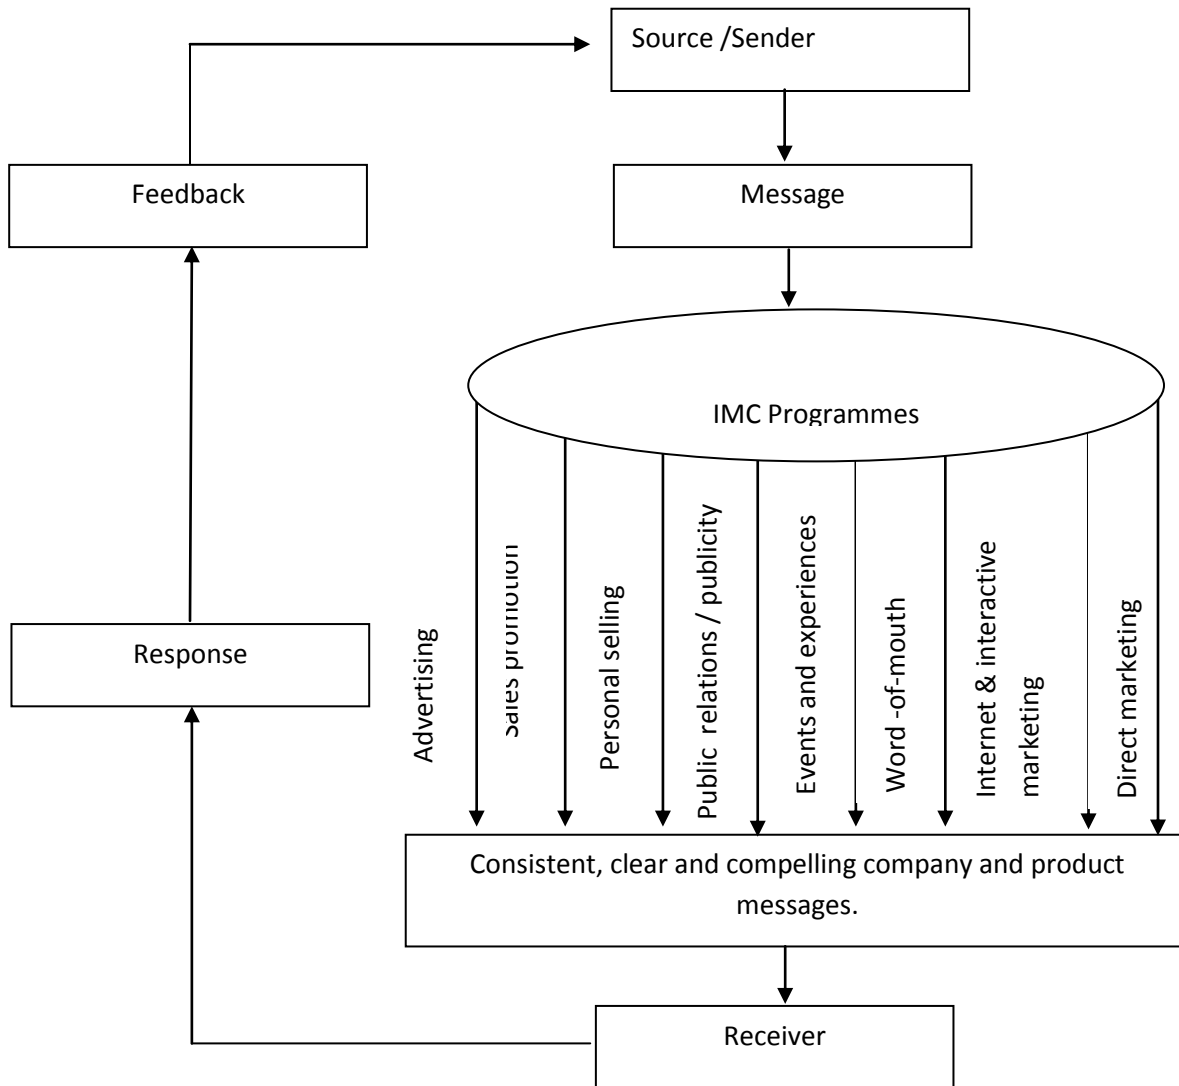 Source /Sender
Feedback
Message
IMC Programmes
Advertising
Sales promotion
Personal selling
Public relations / publicity
Events and experiences
Word -of-mouth
Internet & interactive
marketing
Direct marketing
Response
Consistent, clear and compelling company and product
messages.
Receiver